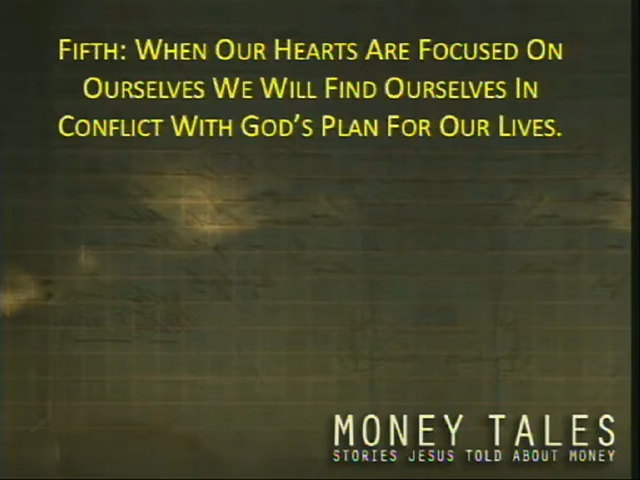 FIFTH: WHEN OUR HEARTS ARE FOCUSED ON
OURSELVES WE WILL FIND OURSELVES IN
CONFLICT WITH GOD'S PLAN FOR OUR LIVES.
MONEY TALES
STORIES JESUS TOLD ABOUT MONEY